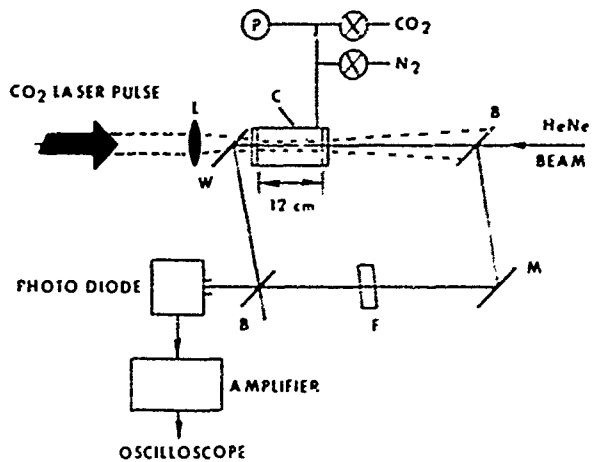 P
CO2
N2
C
CO2 LASER PULSE
L
B
HeNe
BEAM
W
12 cm
M
PHOTO DIODE
B
F
AMPLIFIER
OSCILLOSCOPE